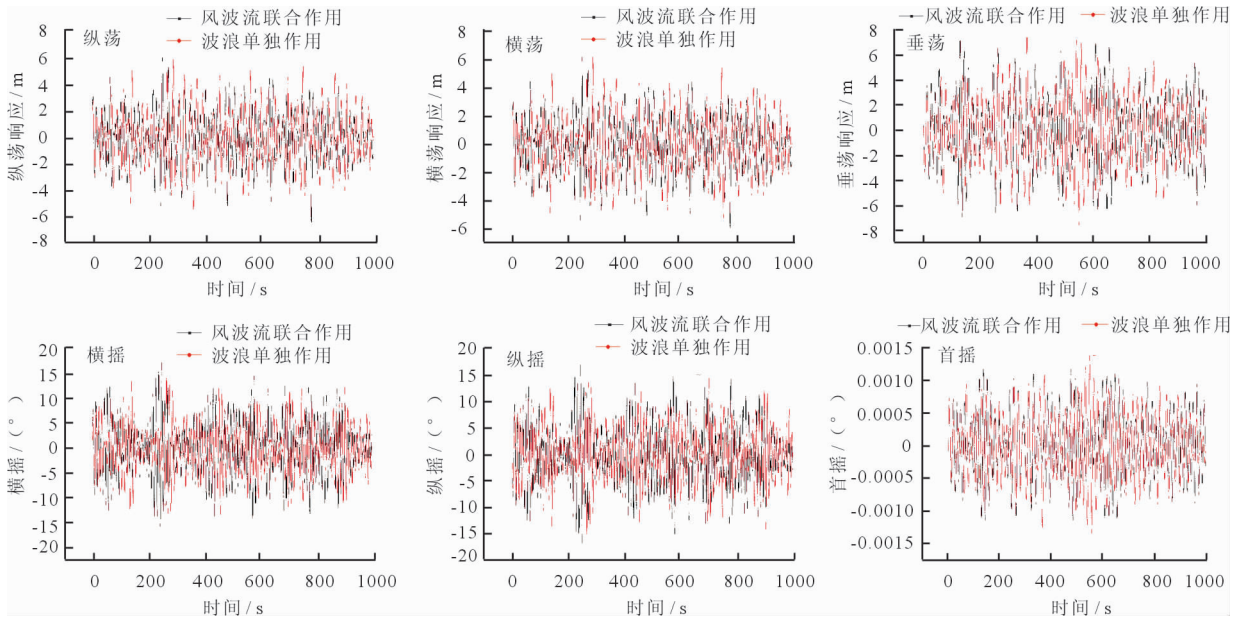 风波流联合作用
波浪单独作用
纵荡
8
6
4
2
0
-2
-4
-6
-8
纵荡响应/m
0 200 400 600 800 1000
时间/s
风波流联合作用
波浪单独作用
横荡
8
6
4
2
0
-2
-4
-6
横荡响应/m
0 200 400 600 800 1000
时间/s
风波流联合作用 波浪单独作用
垂荡
8
6
4
2
0
-2
-4
-6
-8
垂荡响应/m
0 200 400 600 800 1000
时间/s
风波流联合作用
波浪单独作用
横摇
20
15
10
5
0
-5
-10
-15
-20
横摇/(°)
0 200 400 600 800 1000
时间/s
风波流联合作用
波浪单独作用
纵摇
20
15
10
5
0
-5
-10
-15
-20
纵摇/(°)
0 200 400 600 800 1000
时间/s
风波流联合作用 波浪单独作用
首摇
0.0015
0.0010
0.0005
0
-0.0005
-0.0010
-0.0015
首摇/(°)
0 200 400 600 800 1000
时间/s